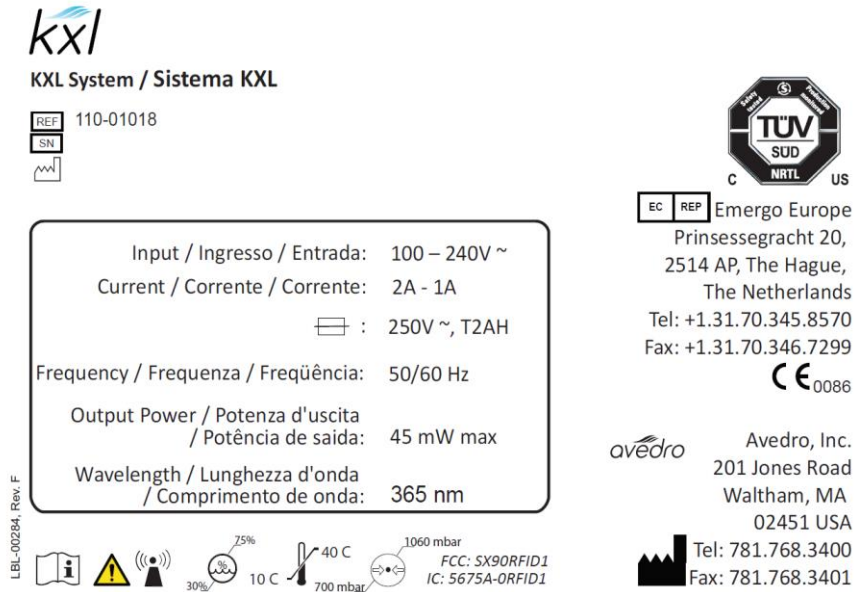 kxl
KXL System / Sistema KXL
REF 110-01018
SN
Input / Ingresso / Entrada: 100 – 240V ~
Current / Corrente / Corrente: 2A - 1A
: 250V ~, T2AH
Frequency / Frequenza / Freqüência: 50/60 Hz
Output Power / Potenza d'uscita
/ Potência de saida: 45 mW max
Wavelength / Lunghezza d'onda
/ Comprimento de onda: 365 nm
LBL-00284, Rev. F
i
75%
%
30%
40 C
10 C
1060 mbar
700 mbar
FCC: SX90RFID1
IC: 5675A-0RFID1
Safety tested
S
Production monitored
TÜV
SÜD
NRTL
C US
EC REP Emergo Europe
Prinsessegracht 20,
2514 AP, The Hague,
The Netherlands
Tel: +1.31.70.345.8570
Fax: +1.31.70.346.7299
CE 0086
avedro
Avedro, Inc.
201 Jones Road
Waltham, MA
02451 USA
Tel: 781.768.3400
Fax: 781.768.3401